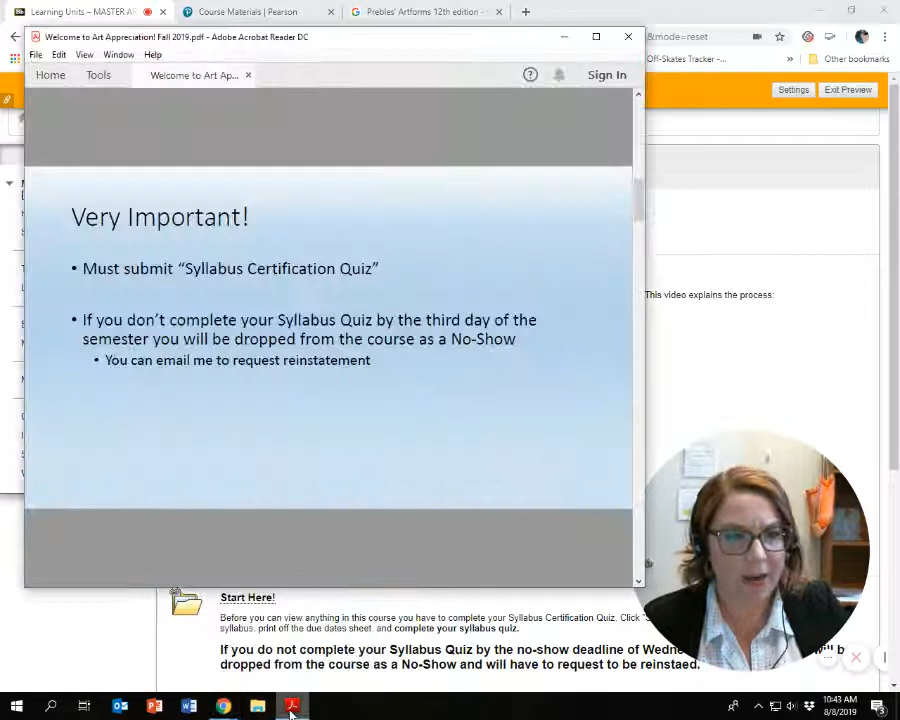 Learning Units – MASTER AR
Course Materials | Pearson
Prebles' Artforms 12th edition -
Welcome to Art Appreciation! Fall 2019.pdf - Adobe Acrobat Reader DC
&mode=reset
File Edit View Window Help
Off-Skates Tracker -...
Other bookmarks
Home Tools Welcome to Art Ap... Sign In
Settings Exit Preview
Very Important!
• Must submit “Syllabus Certification Quiz”
This video explains the process:
• If you don’t complete your Syllabus Quiz by the third day of the
semester you will be dropped from the course as a No-Show
• You can email me to request reinstatement
Start Here!
Before you can view anything in this course you have to complete your Syllabus Certification Quiz. Click "S
syllabus, print off the due dates sheet, and complete your syllabus quiz.
If you do not complete your Syllabus Quiz by the no-show deadline of Wedne will b
dropped from the course as a No-Show and will have to request to be reinstaed.
10:43 AM
8/8/2019